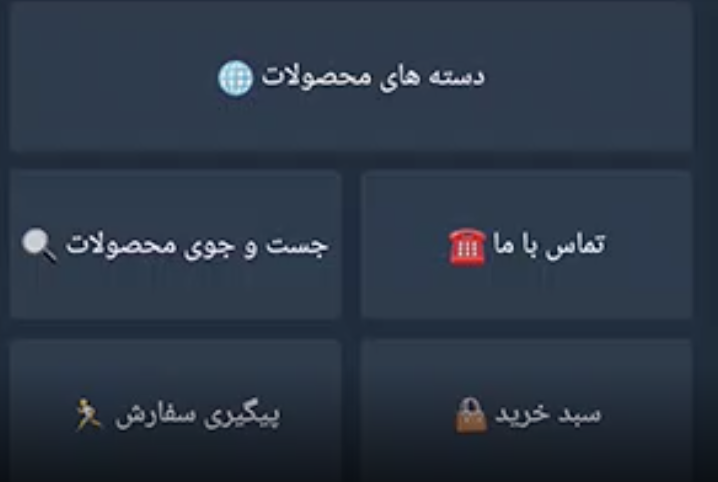 دسته های محصولات 🌐
تماس با ما ☎️
جست و جوی محصولات 🔍
سبد خرید 👜
پیگیری سفارش 🏃